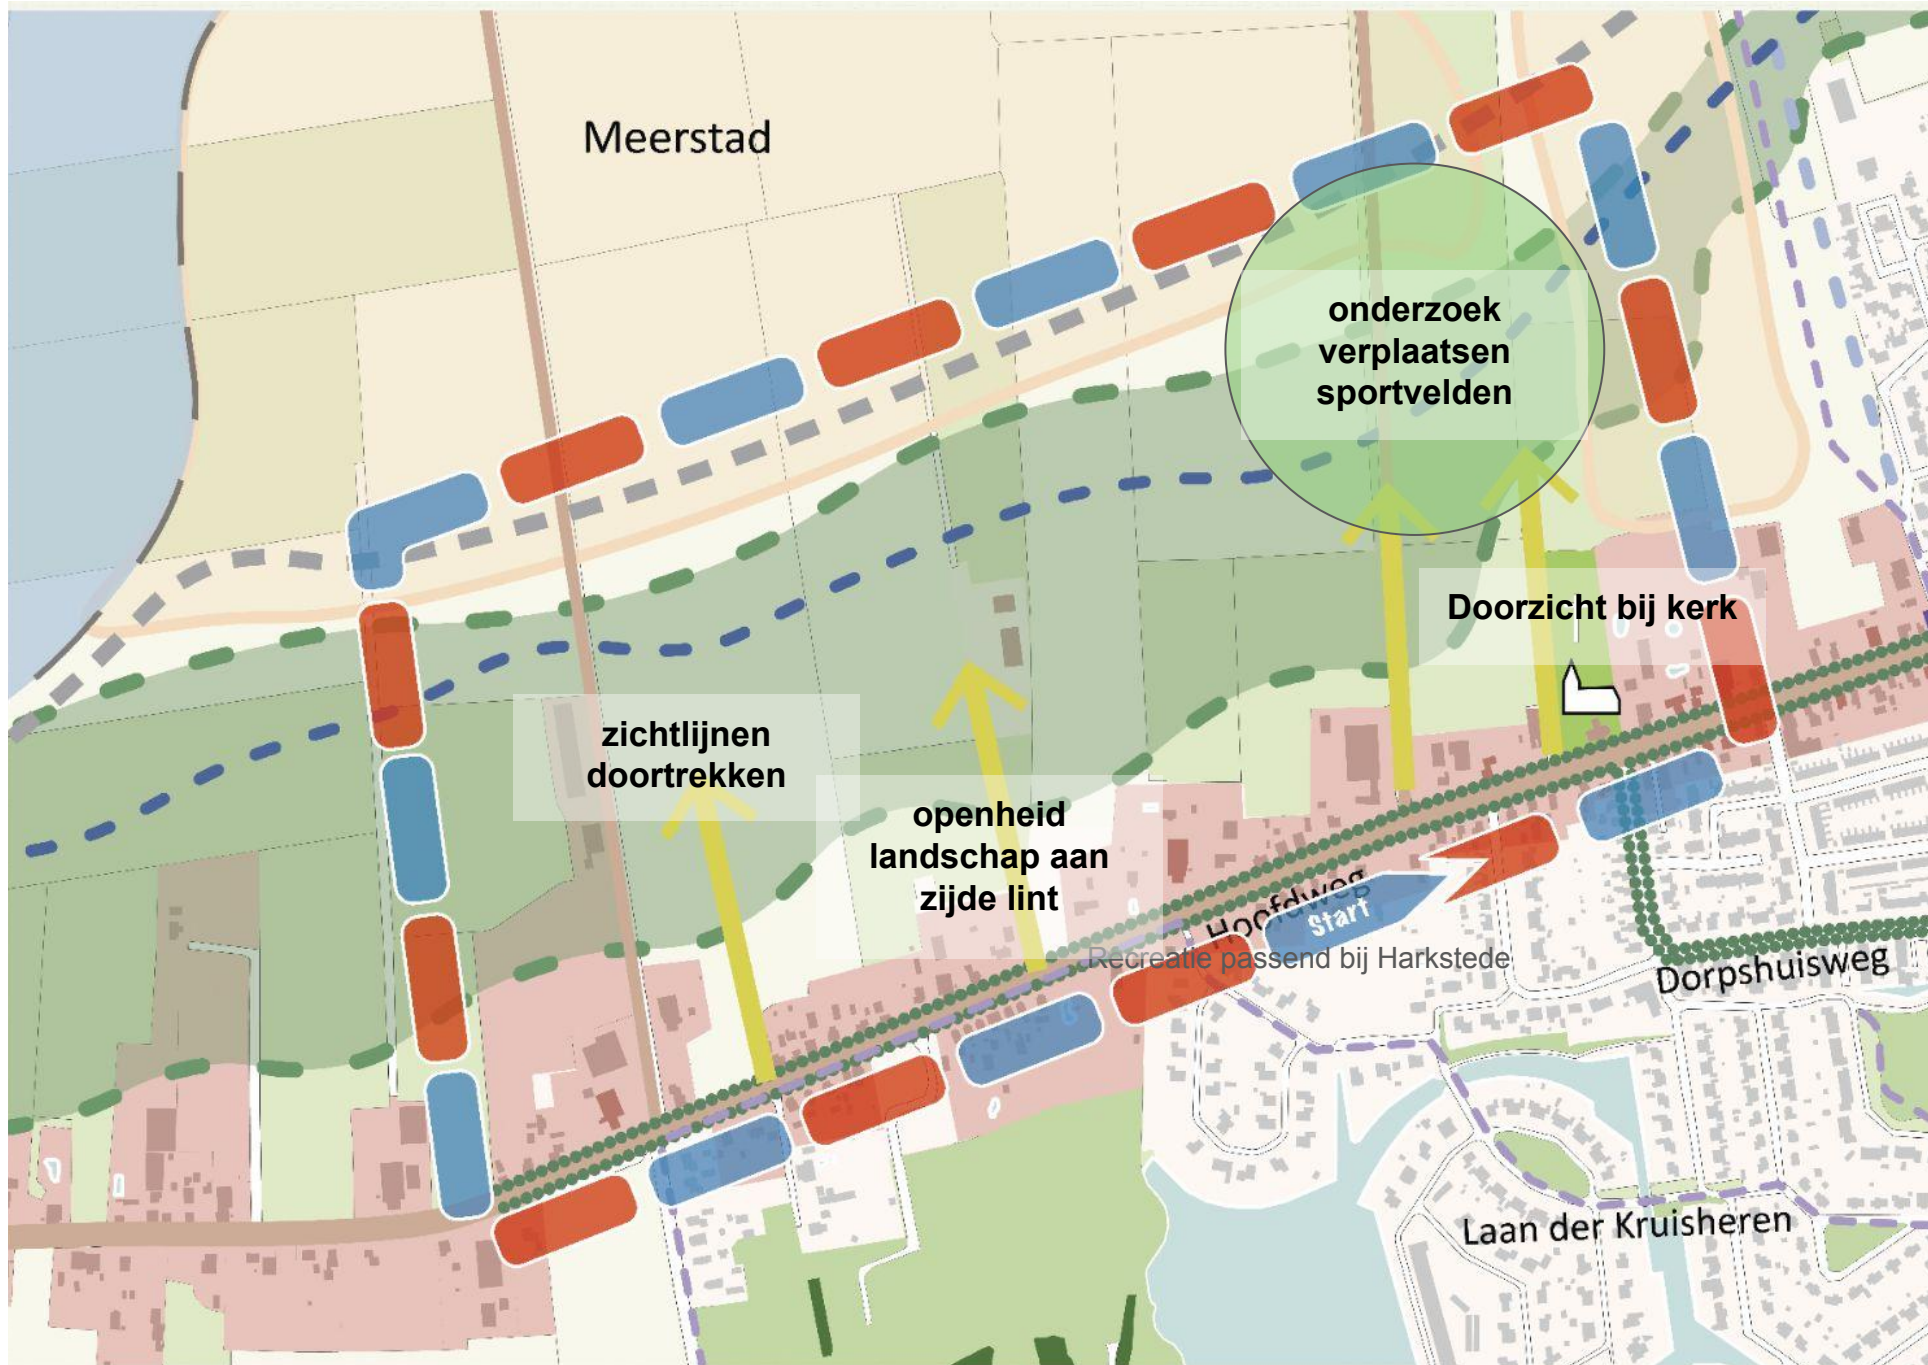 Meerstad
onderzoek
verplaatsen
sportvelden
Doorzicht bij kerk
zichtlijnen
doortrekken
openheid
landschap aan
zijde lint
Hoofdweg
Start
Recreatie passend bij Harkstede
Dorpshuisweg
Laan der Kruisheren